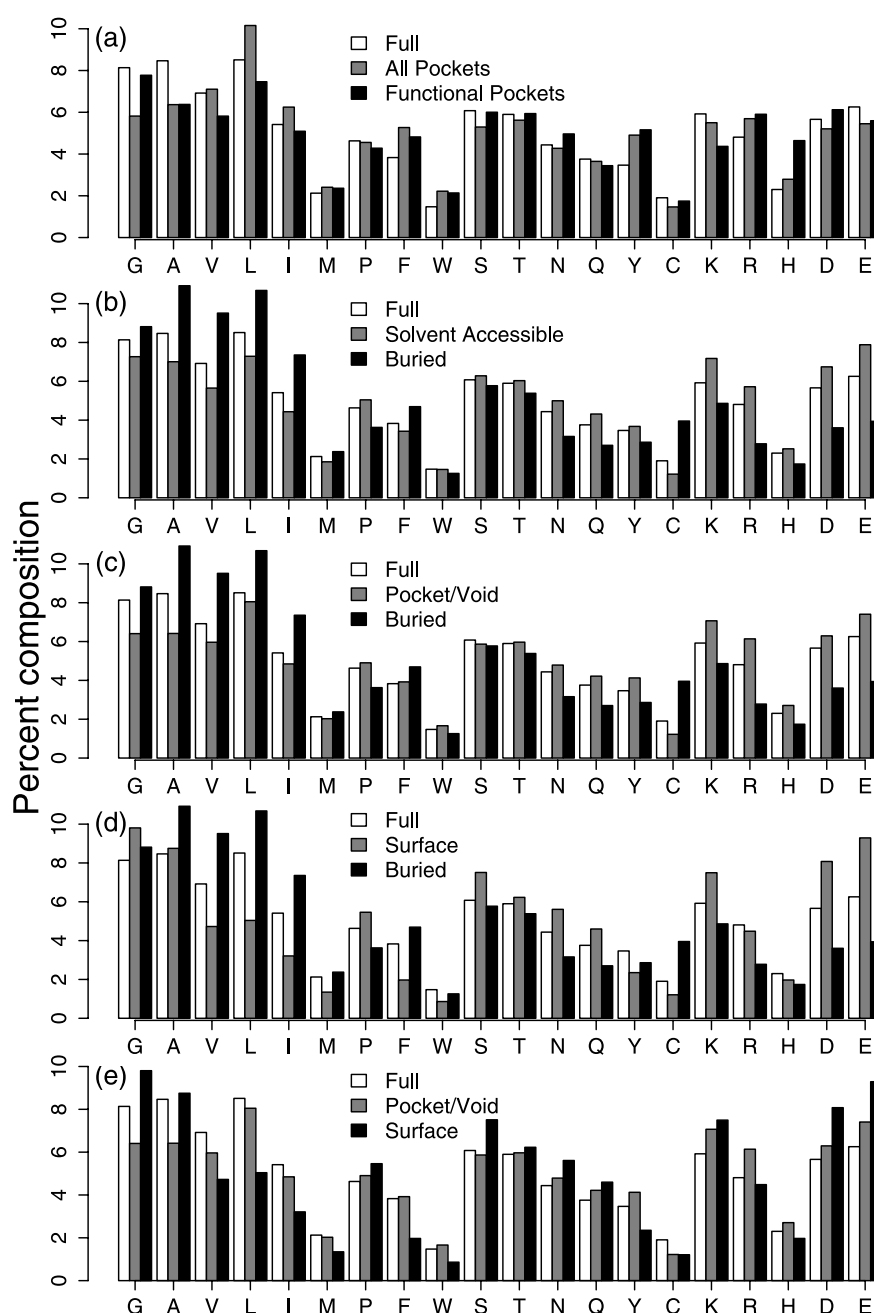 Percent composition
(a)
Full
All Pockets
Functional Pockets
0 2 4 6 8 10
G A V L I M P F W S T N Q Y C K R H D E
(b)
Full
Solvent Accessible
Buried
0 2 4 6 8 10
G A V L I M P F W S T N Q Y C K R H D E
(c)
Full
Pocket/Void
Buried
0 2 4 6 8 10
G A V L I M P F W S T N Q Y C K R H D E
(d)
Full
Surface
Buried
0 2 4 6 8 10
G A V L I M P F W S T N Q Y C K R H D E
(e)
Full
Pocket/Void
Surface
0 2 4 6 8 10
G A V L I M P F W S T N Q Y C K R H D E